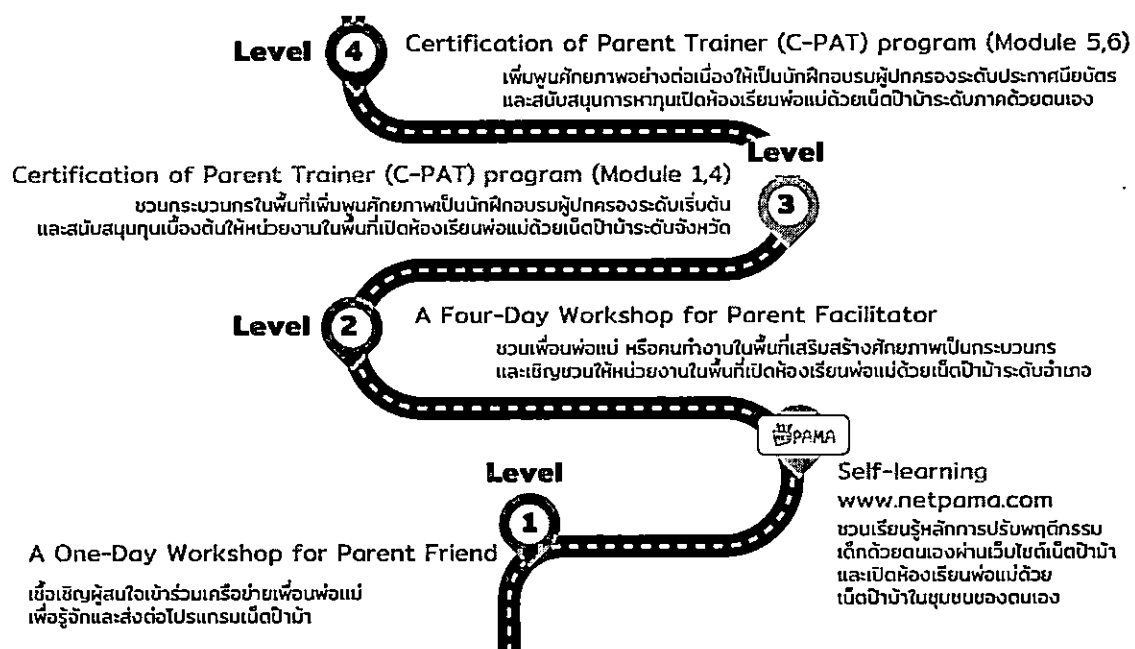 Level 4
Certification of Parent Trainer (C-PAT) program (Module 5,6)
เพิ่มพูนศักยภาพอย่างต่อเนื่องให้เป็นนักฝึกอบรมผู้ปกครองระดับประกาศนียบัตร
และสนับสนุนการหาทุนเปิดห้องเรียนพ่อแม่ด้วยเน็ตป๊าม้าระดับภาคด้วยตนเอง
Level
3
Certification of Parent Trainer (C-PAT) program (Module 1,4)
ชวนกระบวนกรในพื้นที่เพิ่มพูนศักยภาพเป็นนักฝึกอบรมผู้ปกครองระดับเริ่มต้น
และสนับสนุนทุนเบื้องต้นให้หน่วยงานในพื้นที่เปิดห้องเรียนพ่อแม่ด้วยเน็ตป๊าม้าระดับจังหวัด
Level 2
A Four-Day Workshop for Parent Facilitator
ชวนเพื่อนพ่อแม่ หรือคนทำงานในพื้นที่เสริมสร้างศักยภาพเป็นกระบวนกร
และเชิญชวนให้หน่วยงานในพื้นที่เปิดห้องเรียนพ่อแม่ด้วยเน็ตป๊าม้าระดับอำเภอ
PAMA
Self-learning
www.netpama.com
ชวนเรียนรู้หลักการปรับพฤติกรรม
เด็กด้วยตนเองผ่านเว็บไซต์เน็ตป๊าม้า
และเปิดห้องเรียนพ่อแม่ด้วย
เน็ตป๊าม้าในชุมชนของตนเอง
Level
1
A One-Day Workshop for Parent Friend
เชื้อเชิญผู้สนใจเข้าร่วมเครือข่ายเพื่อนพ่อแม่
เพื่อรู้จักและส่งต่อโปรแกรมเน็ตป๊าม้า